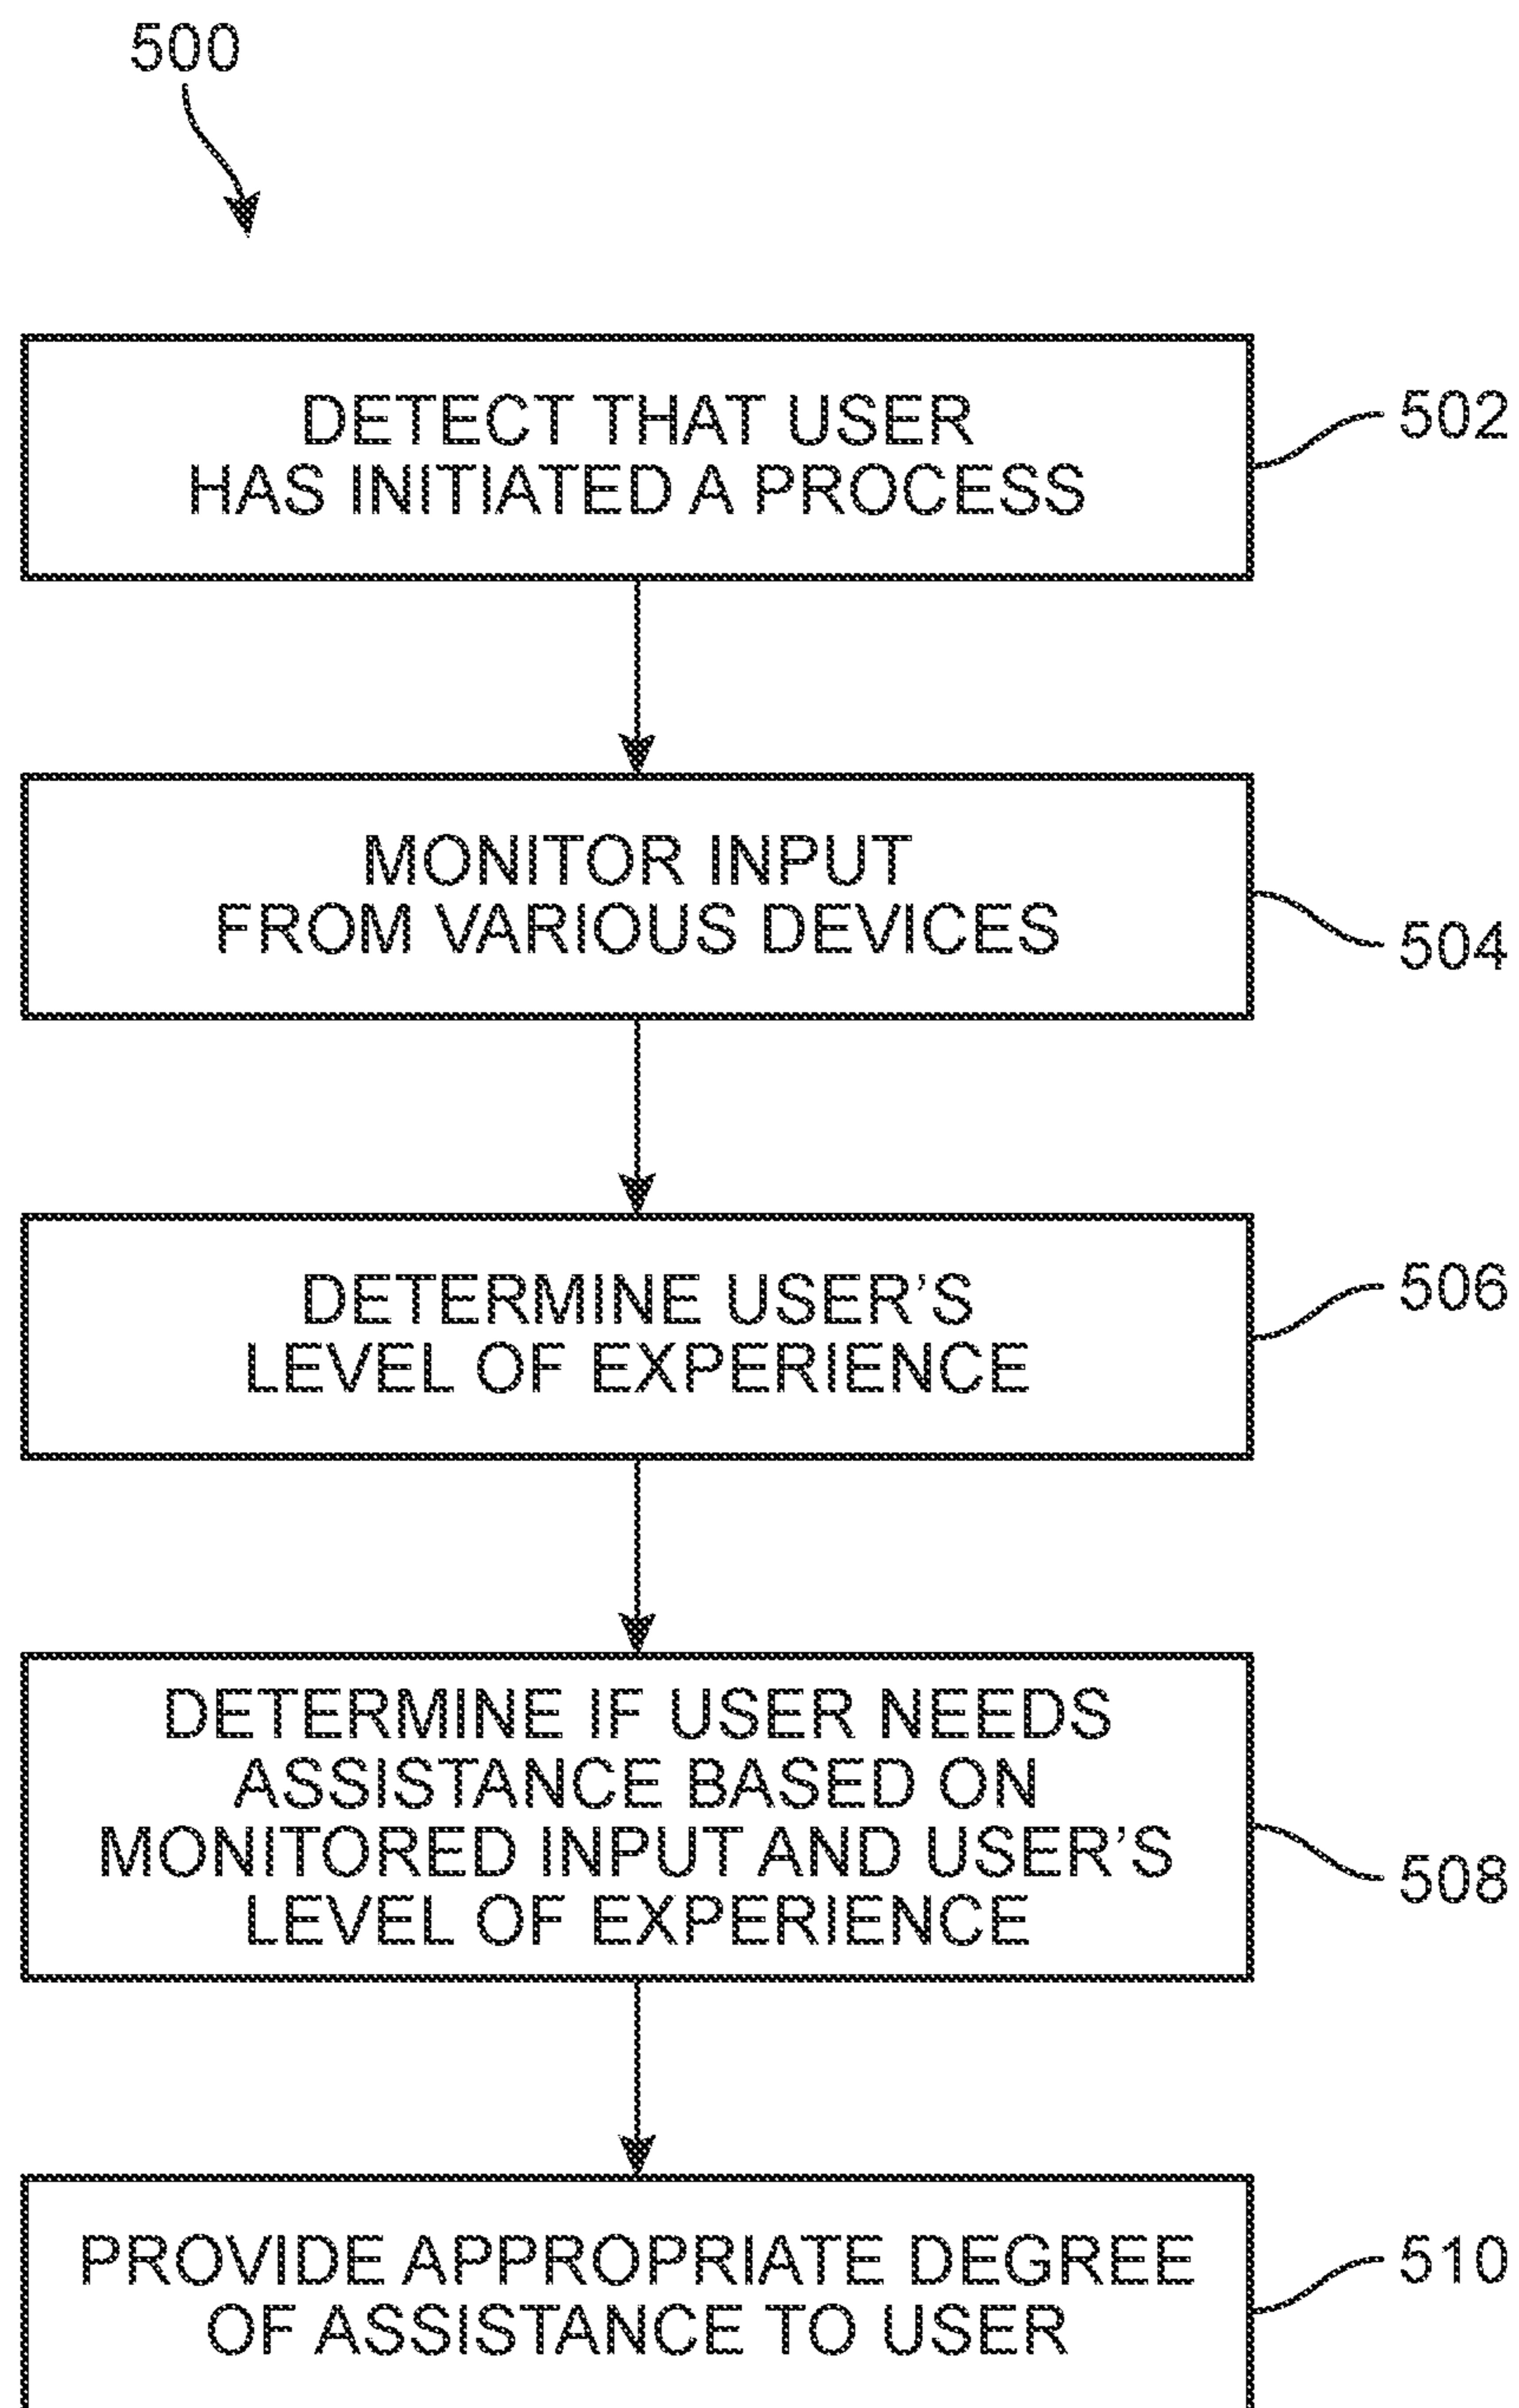 500
DETECT THAT USER
HAS INITIATED A PROCESS
502
MONITOR INPUT
FROM VARIOUS DEVICES
504
DETERMINE USER’S
LEVEL OF EXPERIENCE
506
DETERMINE IF USER NEEDS
ASSISTANCE BASED ON
MONITORED INPUT AND USER’S
LEVEL OF EXPERIENCE
508
PROVIDE APPROPRIATE DEGREE
OF ASSISTANCE TO USER
510